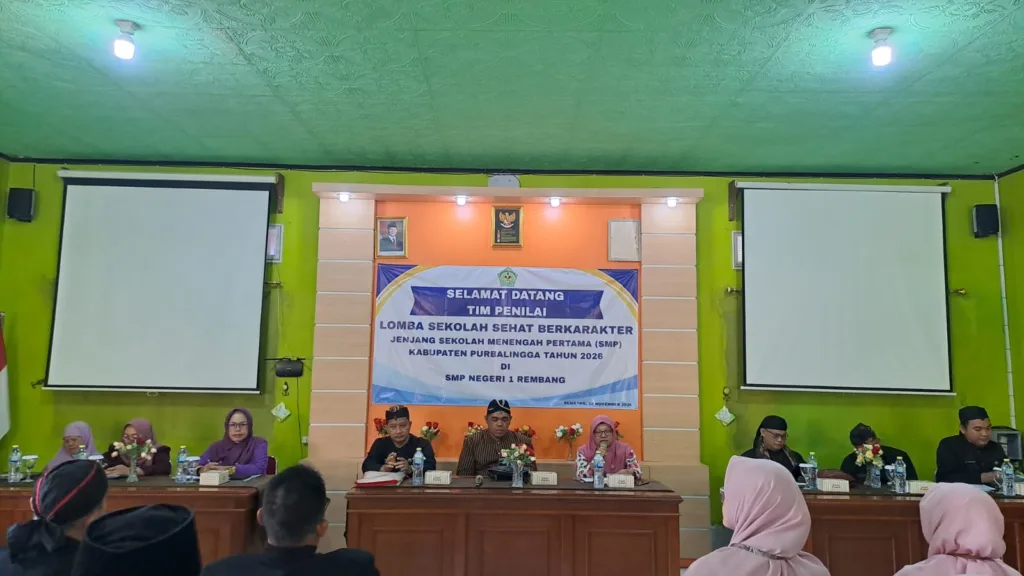 SELAMAT DATANG
TIM PENILAI
LOMBA SEKOLAH SEHAT BERKARAKTER
JENJANG SEKOLAH MENENGAH PERTAMA (SMP)
KABUPATEN PURBALINGGA TAHUN 2026
DI
SMP NEGERI 1 REMBANG
NOVEMBER